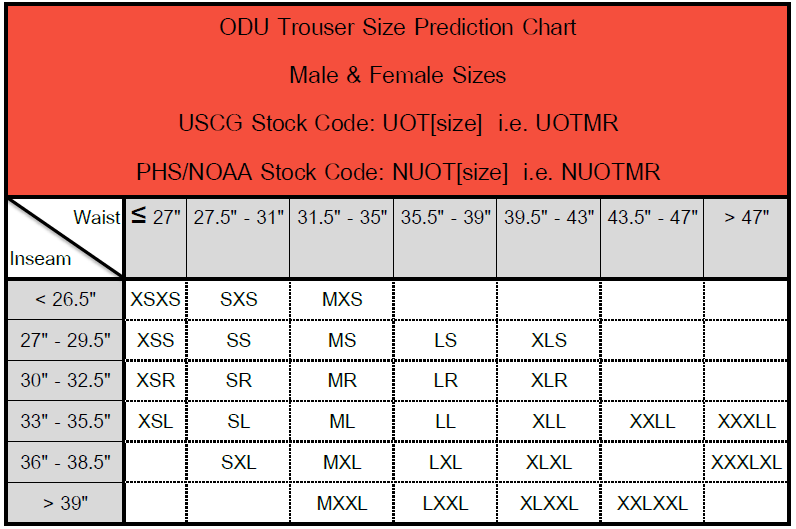 ODU Trouser Size Prediction Chart
Male & Female Sizes
USCG Stock Code: UOT[size] i.e. UOTMR
PHS/NOAA Stock Code: NUOT[size] i.e. NUOTMR
Waist ≤ 27" 27.5" - 31" 31.5" - 35" 35.5" - 39" 39.5" - 43" 43.5" - 47" > 47"
Inseam
< 26.5" XSXS SXS MXS
27" - 29.5" XSS SS MS LS XLS
30" - 32.5" XSR SR MR LR XLR
33" - 35.5" XSL SL ML LL XLL XXLL XXXLL
36" - 38.5" SXL MXL LXL XLXL XXXLXL
> 39" MXXL LXXL XLXXL XXLXXL